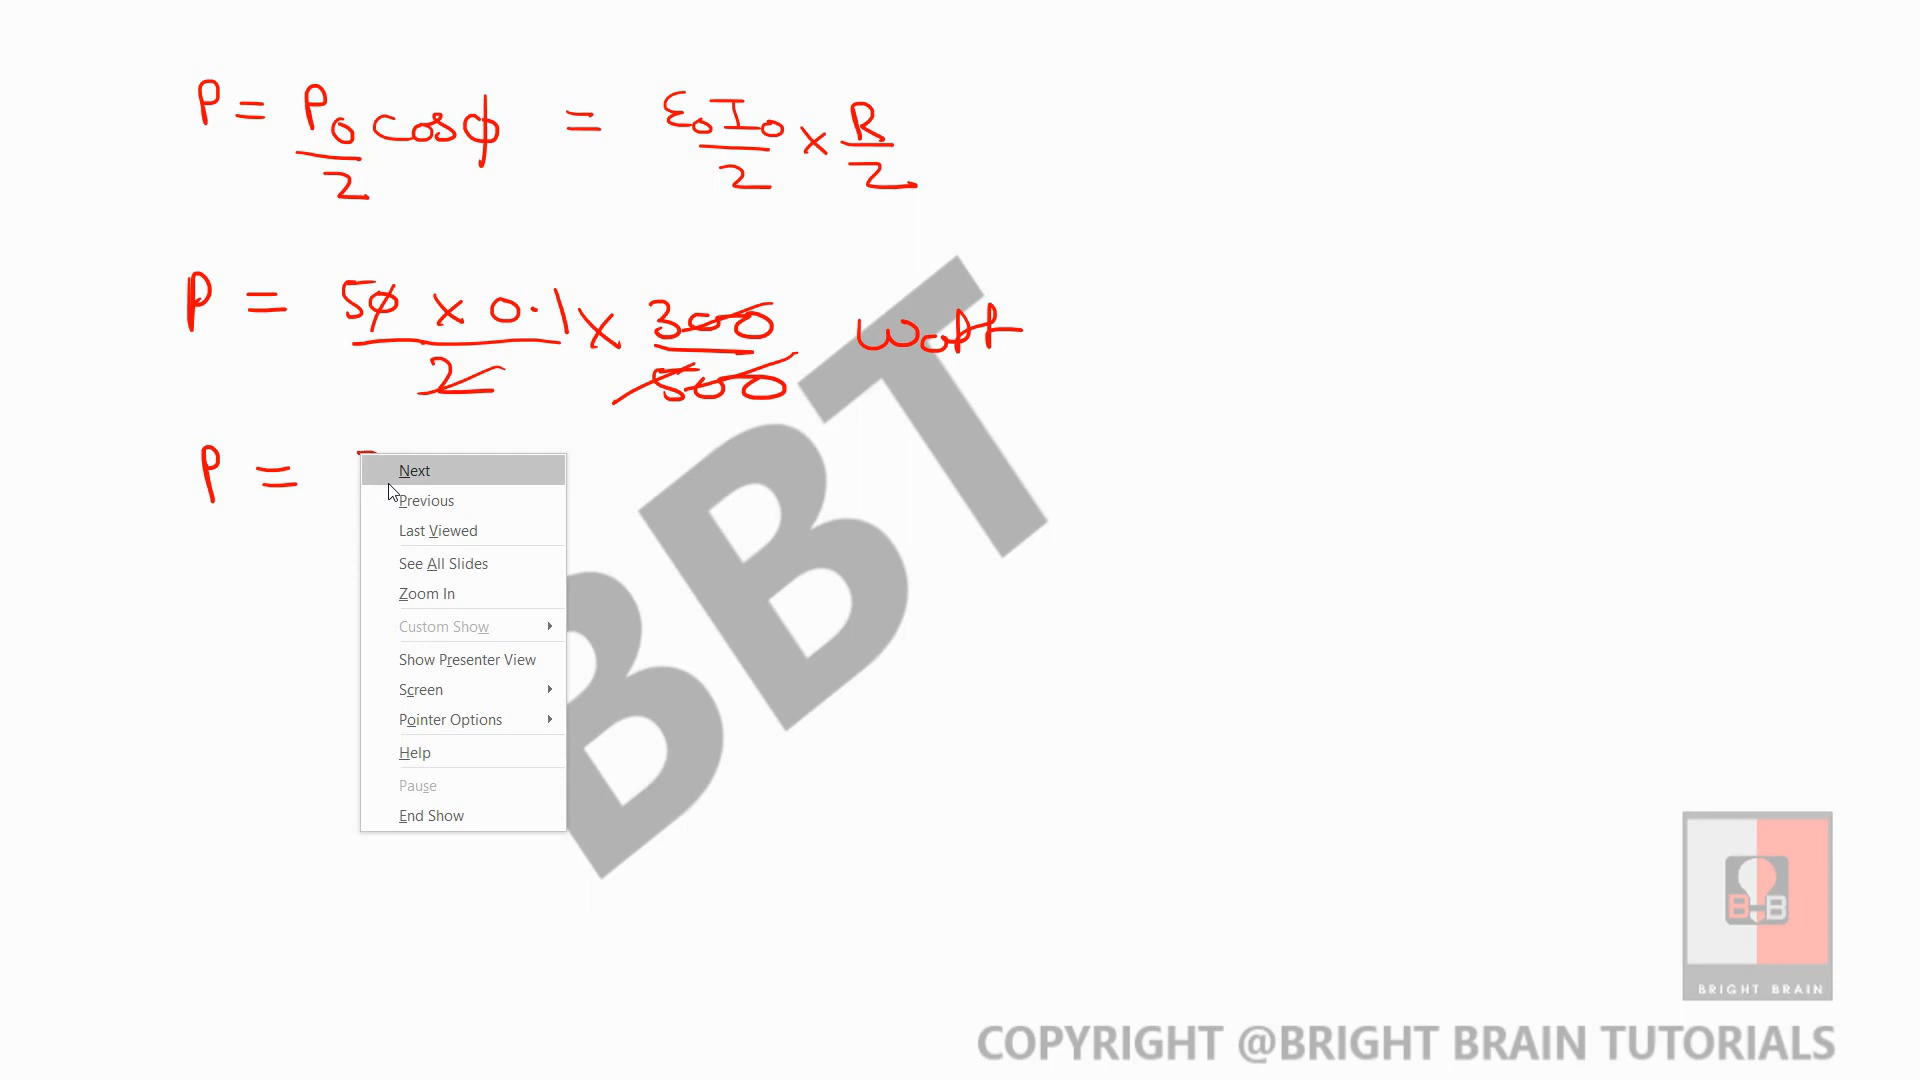 P = P₀/2 cosϕ = ε₀I₀/2 × R/2
P = 50 × 0.1/2 × 300/500 watt
P =
Next
Previous
Last Viewed
See All Slides
Zoom In
Custom Show
Show Presenter View
Screen
Pointer Options
Help
Pause
End Show
BBT
B-B
BRIGHT BRAIN
COPYRIGHT @BRIGHT BRAIN TUTORIALS